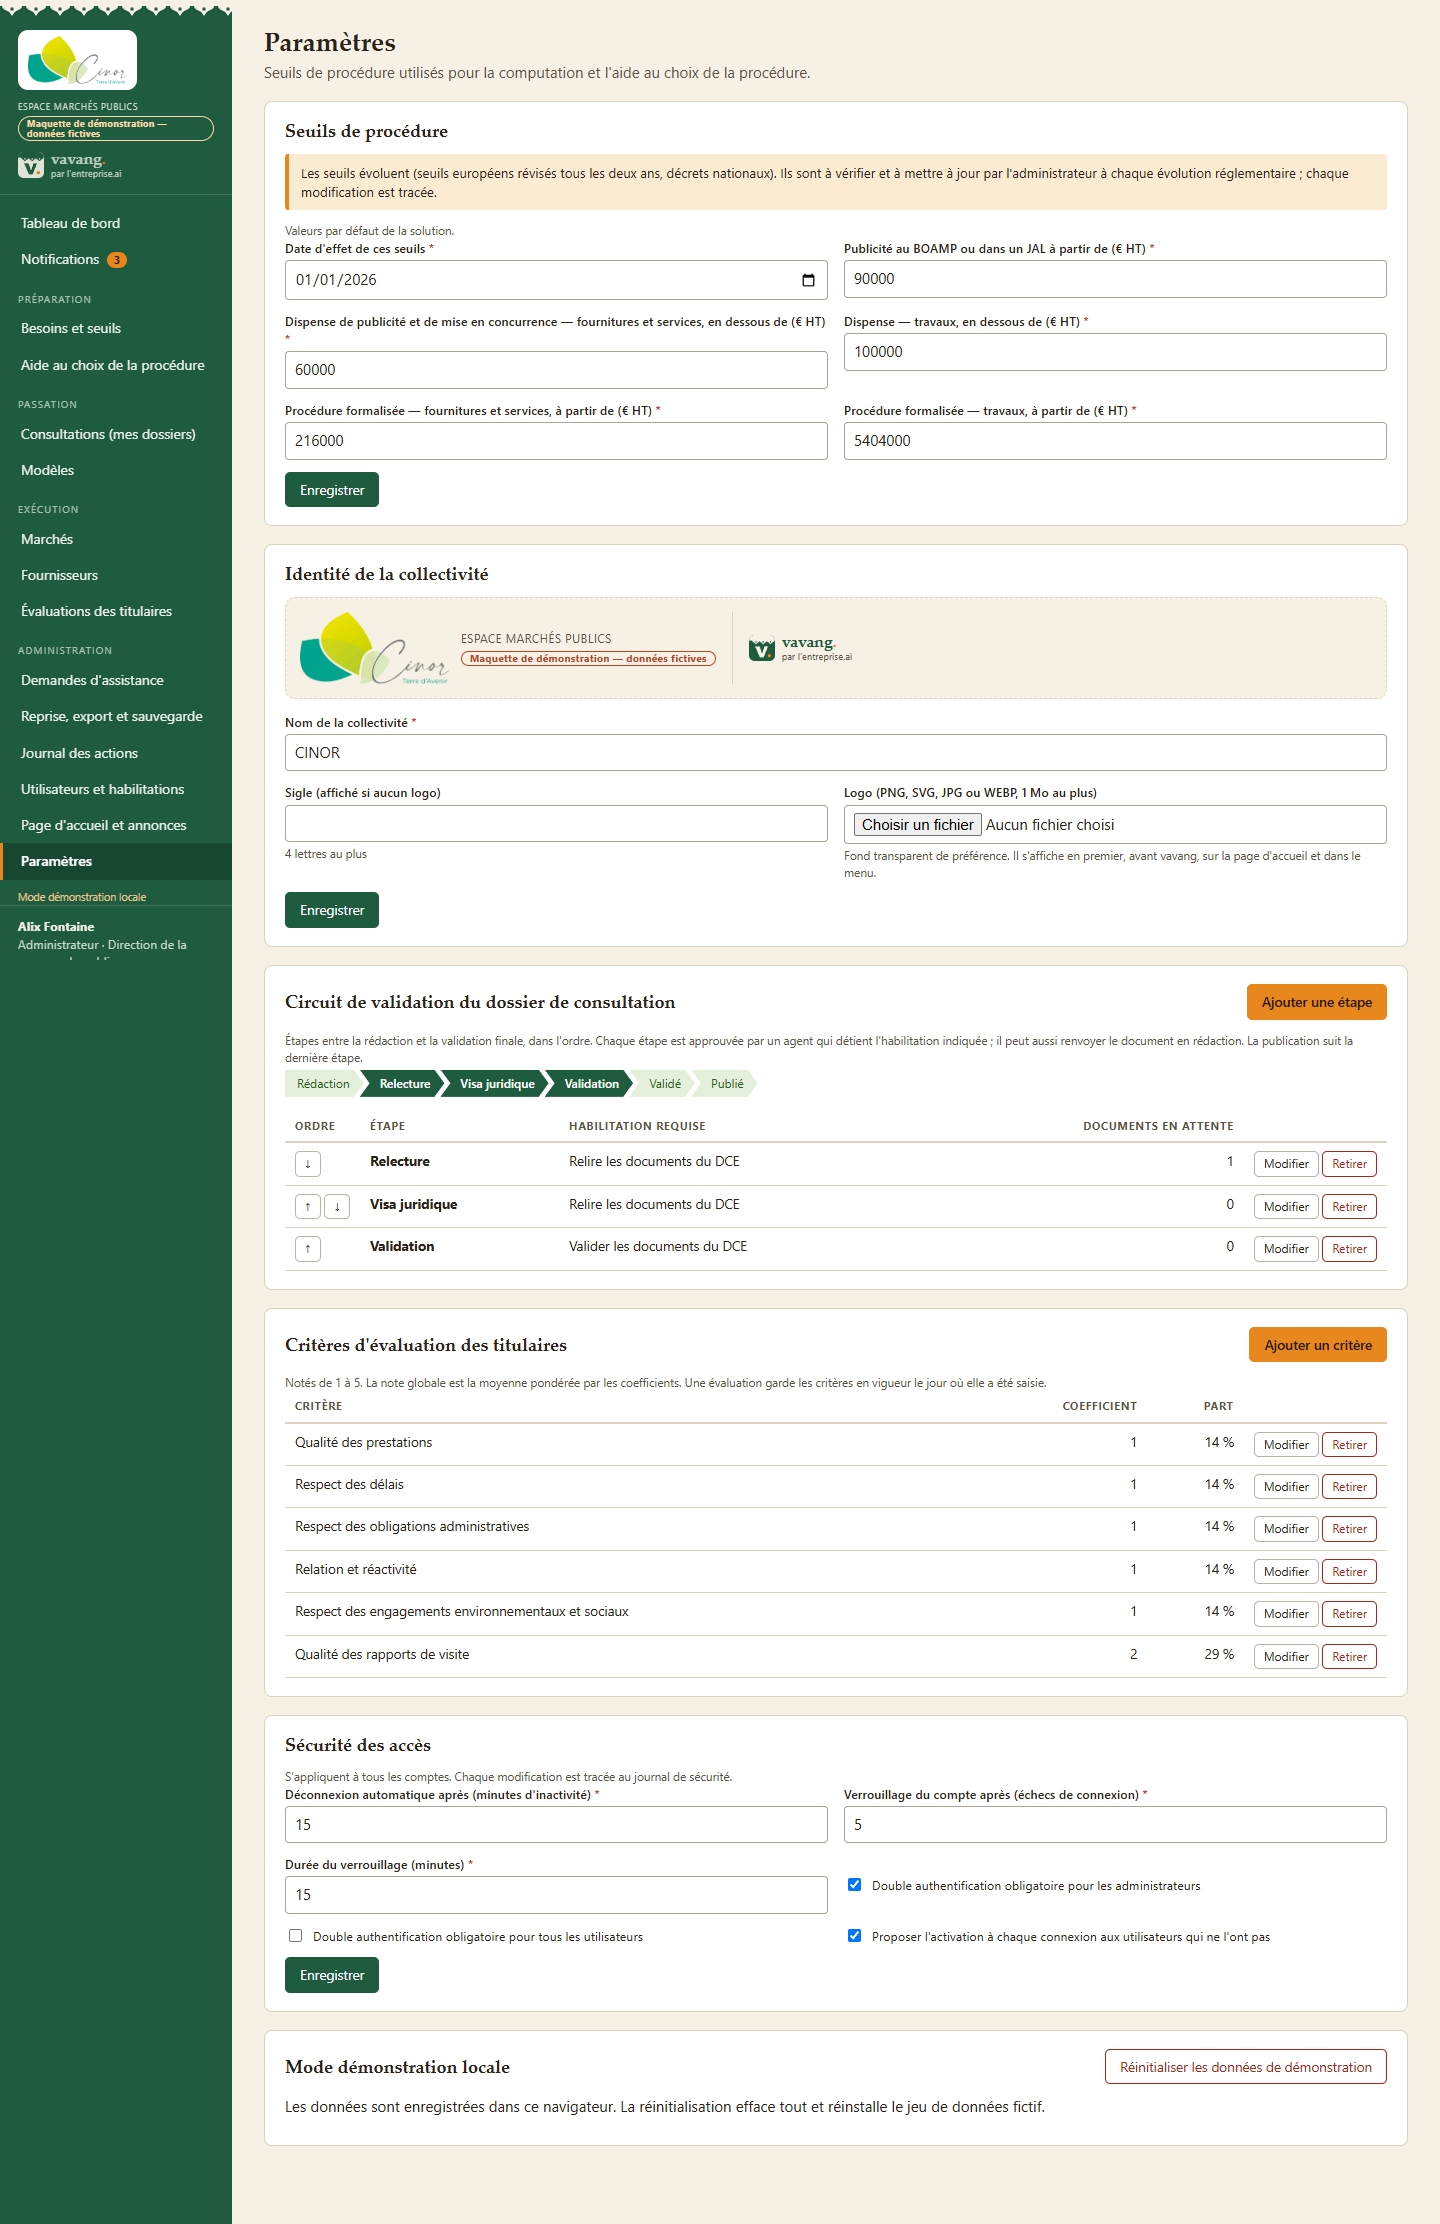 Cinor
Terre d'Avenir
ESPACE MARCHÉS PUBLICS
Maquette de démonstration —
données fictives
vavang.
par l'entreprise.ai
Tableau de bord
Notifications 3
PRÉPARATION
Besoins et seuils
Aide au choix de la procédure
PASSATION
Consultations (mes dossiers)
Modèles
EXÉCUTION
Marchés
Fournisseurs
Évaluations des titulaires
ADMINISTRATION
Demandes d'assistance
Reprise, export et sauvegarde
Journal des actions
Utilisateurs et habilitations
Page d'accueil et annonces
Paramètres
Mode démonstration locale
Alix Fontaine
Administrateur · Direction de la
Paramètres
Seuils de procédure utilisés pour la computation et l'aide au choix de la procédure.
Seuils de procédure
Les seuils évoluent (seuils européens révisés tous les deux ans, décrets nationaux). Ils sont à vérifier et à mettre à jour par l'administrateur à chaque évolution réglementaire ; chaque
modification est tracée.
Valeurs par défaut de la solution.
Date d'effet de ces seuils *
01/01/2026
Publicité au BOAMP ou dans un JAL à partir de (€ HT) *
90000
Dispense de publicité et de mise en concurrence — fournitures et services, en dessous de (€ HT)
*
60000
Dispense — travaux, en dessous de (€ HT) *
100000
Procédure formalisée — fournitures et services, à partir de (€ HT) *
216000
Procédure formalisée — travaux, à partir de (€ HT) *
5404000
Enregistrer
Identité de la collectivité
Cinor
Terre d'Avenir
ESPACE MARCHÉS PUBLICS
Maquette de démonstration — données fictives
vavang.
par l'entreprise.ai
Nom de la collectivité *
CINOR
Sigle (affiché si aucun logo)
4 lettres au plus
Logo (PNG, SVG, JPG ou WEBP, 1 Mo au plus)
Choisir un fichier Aucun fichier choisi
Fond transparent de préférence. Il s'affiche en premier, avant vavang, sur la page d'accueil et dans le
menu.
Enregistrer
Circuit de validation du dossier de consultation
Ajouter une étape
Étapes entre la rédaction et la validation finale, dans l'ordre. Chaque étape est approuvée par un agent qui détient l'habilitation indiquée ; il peut aussi renvoyer le document en rédaction. La publication suit la
dernière étape.
Rédaction Relecture Visa juridique Validation Validé Publié
ORDRE ÉTAPE HABILITATION REQUISE DOCUMENTS EN ATTENTE
↓ Relecture Relire les documents du DCE 1 Modifier Retirer
↑ ↓ Visa juridique Relire les documents du DCE 0 Modifier Retirer
↑ Validation Valider les documents du DCE 0 Modifier Retirer
Critères d'évaluation des titulaires
Ajouter un critère
Notés de 1 à 5. La note globale est la moyenne pondérée par les coefficients. Une évaluation garde les critères en vigueur le jour où elle a été saisie.
CRITÈRE COEFFICIENT PART
Qualité des prestations 1 14 % Modifier Retirer
Respect des délais 1 14 % Modifier Retirer
Respect des obligations administratives 1 14 % Modifier Retirer
Relation et réactivité 1 14 % Modifier Retirer
Respect des engagements environnementaux et sociaux 1 14 % Modifier Retirer
Qualité des rapports de visite 2 29 % Modifier Retirer
Sécurité des accès
S'appliquent à tous les comptes. Chaque modification est tracée au journal de sécurité.
Déconnexion automatique après (minutes d'inactivité) *
15
Verrouillage du compte après (échecs de connexion) *
5
Durée du verrouillage (minutes) *
15
Double authentification obligatoire pour les administrateurs
Double authentification obligatoire pour tous les utilisateurs
Proposer l'activation à chaque connexion aux utilisateurs qui ne l'ont pas
Enregistrer
Mode démonstration locale
Réinitialiser les données de démonstration
Les données sont enregistrées dans ce navigateur. La réinitialisation efface tout et réinstalle le jeu de données fictif.